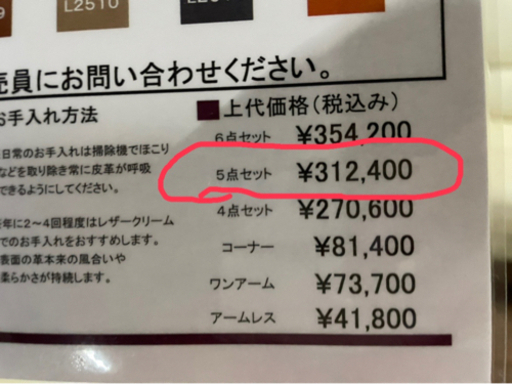 L2510
売員にお問い合わせください。
お手入れ方法
日常のお手入れは掃除機でほこり
などを取り除き常に皮革が呼吸
できるようにしてください。
年に2～4回程度はレザークリーム
でのお手入れをおすすめします。
表面の革本来の風合いや
柔らかさが持続します。
■上代価格(税込み)
6点セット ¥354,200
5点セット ¥312,400
4点セット ¥270,600
コーナー ¥81,400
ワンアーム ¥73,700
アームレス ¥41,800